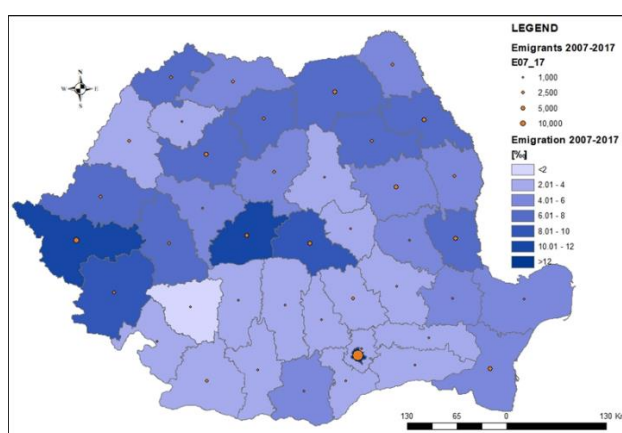 LEGEND
Emigrants 2007-2017
E07_17
1,000
2,500
5,000
10,000
Emigration 2007-2017
[‰]
<2
2.01 - 4
4.01 - 6
6.01 - 8
8.01 - 10
10.01 - 12
>12
N
W
E
S
130
65
0
130 Km